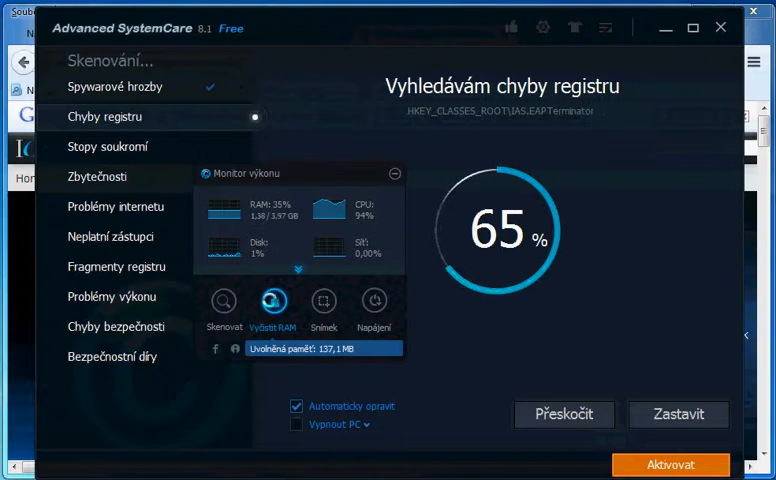 Soubo
Advanced SystemCare 8.1 Free
Skenování...
Spywarové hrozby
Chyby registru
Stopy soukromí
Zbytečnosti
Problémy internetu
Neplatní zástupci
Fragmenty registru
Problémy výkonu
Chyby bezpečnosti
Bezpečnostní díry
Vyhledávám chyby registru
HKEY_CLASSES_ROOT\IAS.EAPTerminator
Monitor výkonu
RAM: 35%
1,38 / 3,97 GB
CPU:
94%
Disk:
1%
Síť:
0,00%
65 %
Skenovat
Vyčistit RAM
Snímek
Napájení
Uvolněná paměť: 137,1 MB
Automaticky opravit
Vypnout PC
Přeskočit
Zastavit
Aktivovat